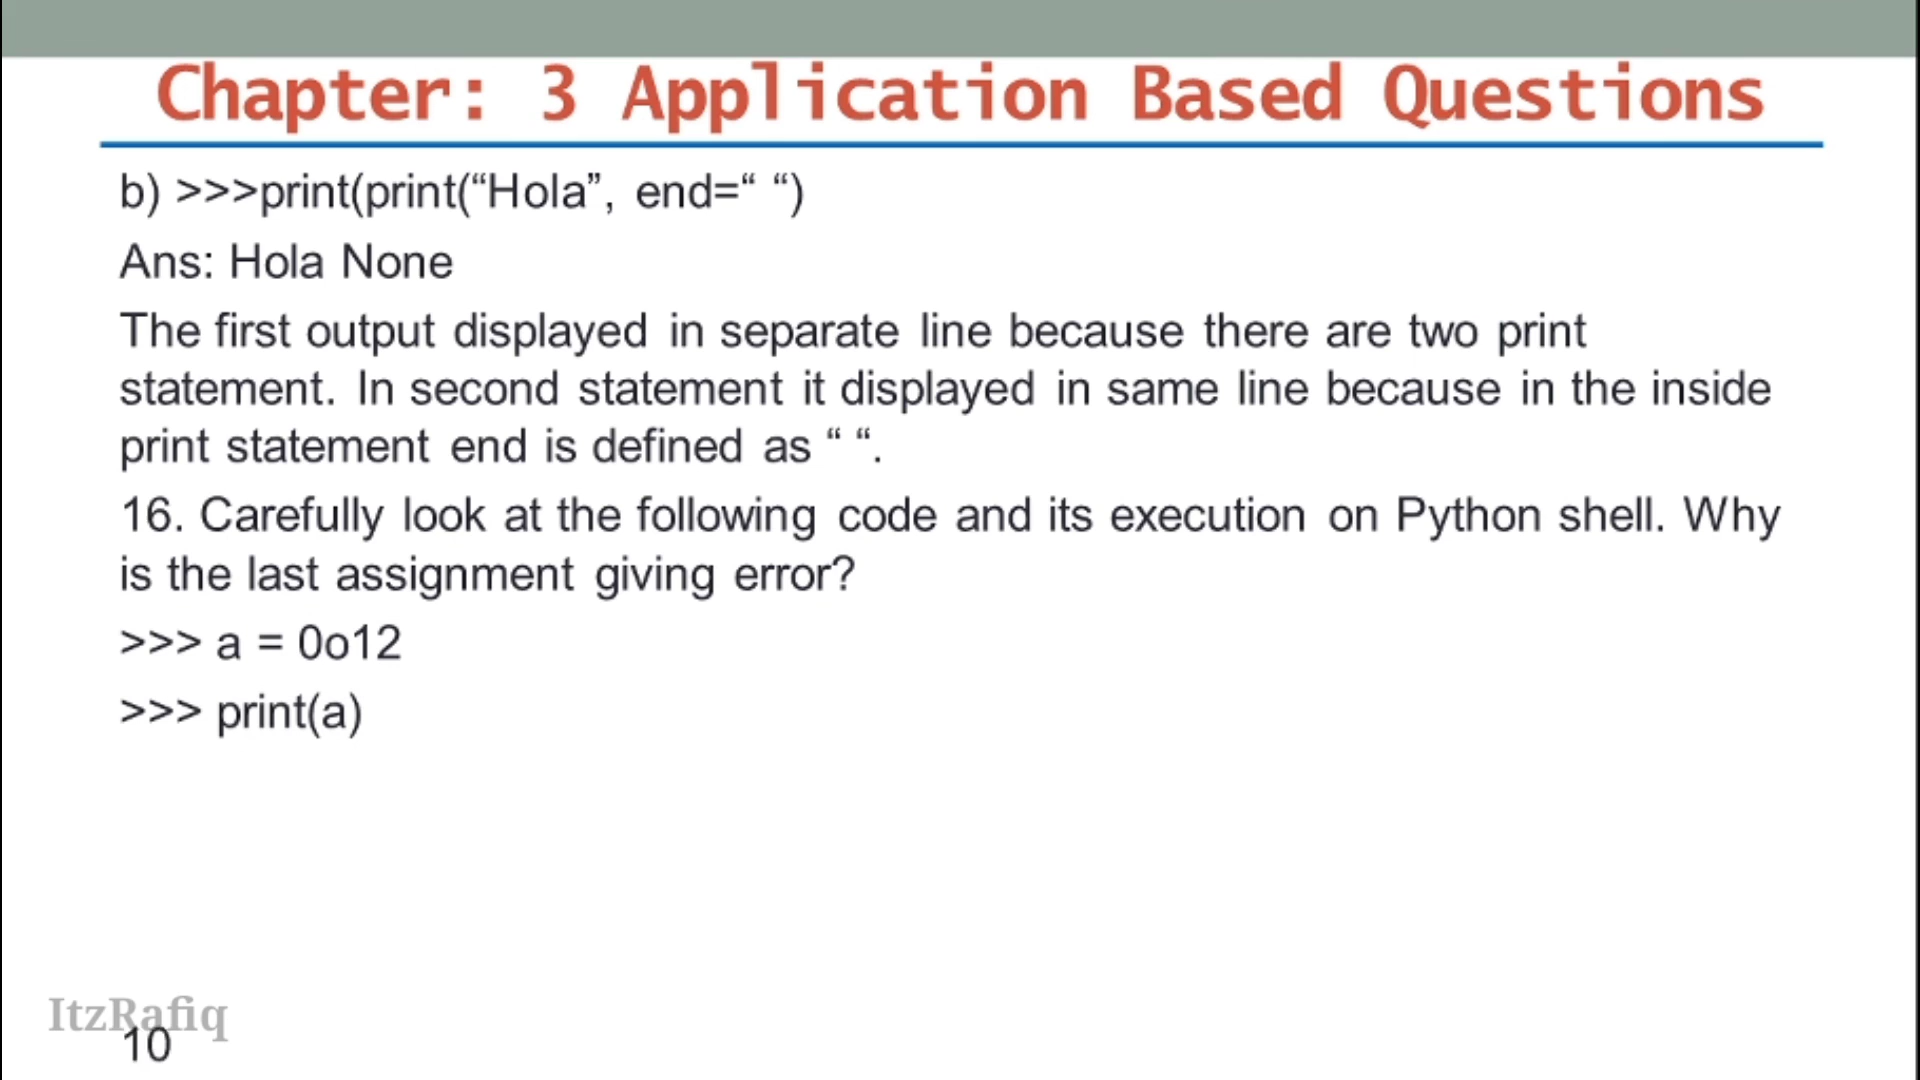 Chapter: 3 Application Based Questions
b) >>>print(print(“Hola”, end=“ “)
Ans: Hola None
The first output displayed in separate line because there are two print
statement. In second statement it displayed in same line because in the inside
print statement end is defined as “ “.
16. Carefully look at the following code and its execution on Python shell. Why
is the last assignment giving error?
>>> a = 0o12
>>> print(a)
ItzRafiq
10